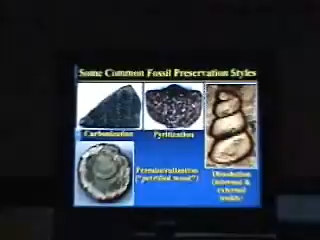 Some Common Fossil Preservation Styles
Carbonization
Pyritization
Permineralization
("petrified wood")
Dissolution
(internal &
external
molds)